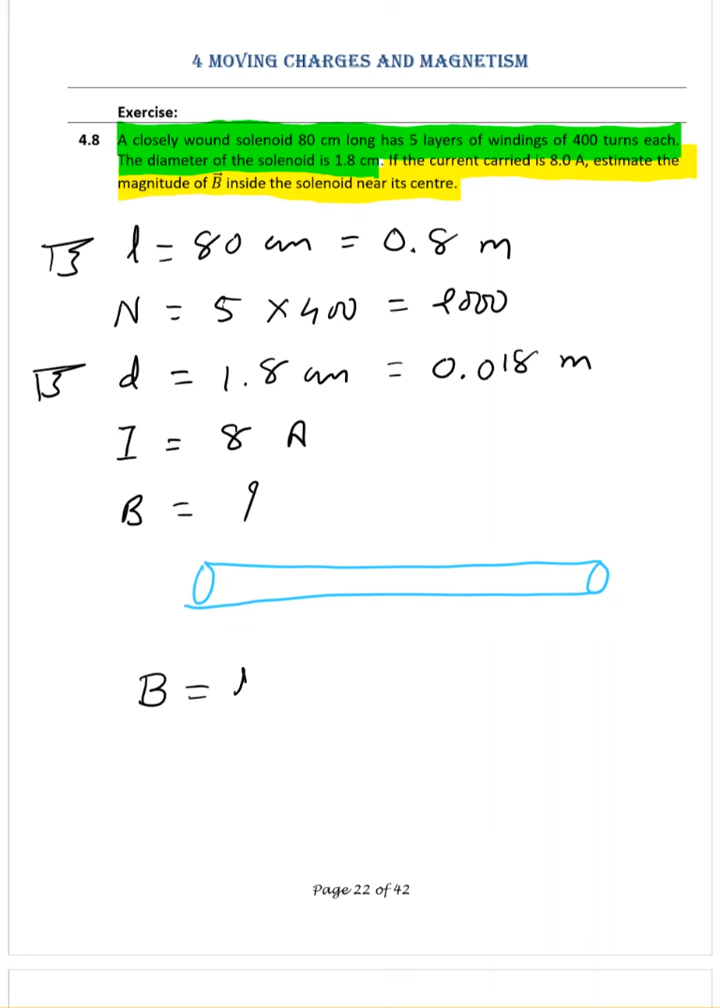 4 MOVING CHARGES AND MAGNETISM
Exercise:
4.8 A closely wound solenoid 80 cm long has 5 layers of windings of 400 turns each.
The diameter of the solenoid is 1.8 cm. If the current carried is 8.0 A, estimate the
magnitude of B⃗ inside the solenoid near its centre.
l = 80 cm = 0.8 m
N = 5 × 400 = 2000
d = 1.8 cm = 0.018 m
I = 8 A
B = ?
B =
Page 22 of 42